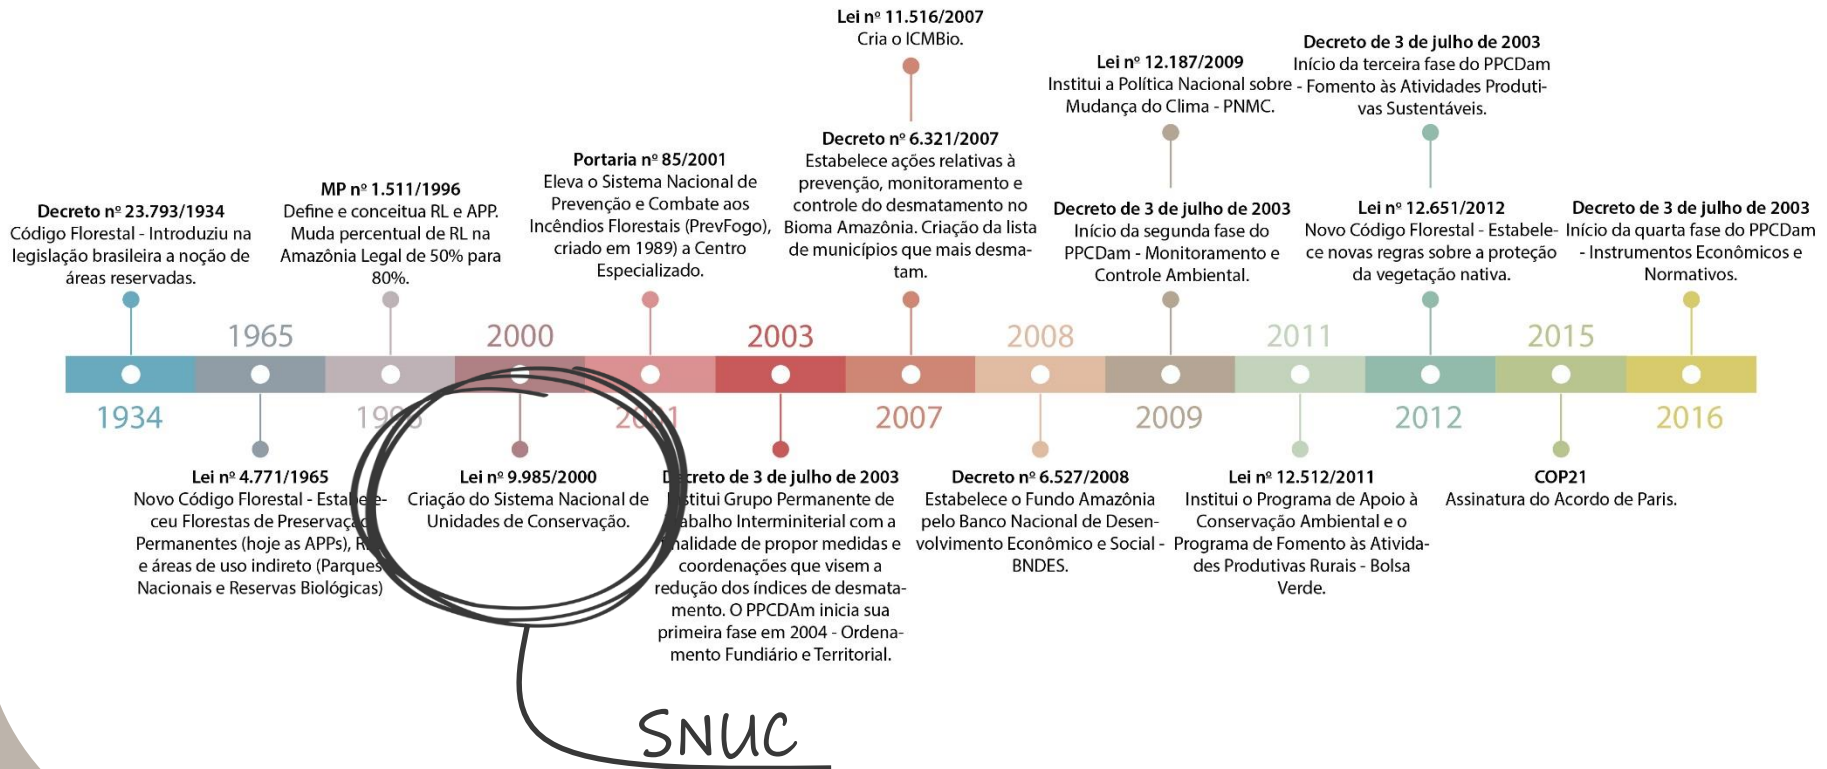 Lei nº 11.516/2007
Cria o ICMBio.
Decreto de 3 de julho de 2003
Início da terceira fase do PPCDam
- Fomento às Atividades Produti-
vas Sustentáveis.
Lei nº 12.187/2009
Institui a Política Nacional sobre
Mudança do Clima - PNMC.
Decreto nº 23.793/1934
Código Florestal - Introduziu na
legislação brasileira a noção de
áreas reservadas.
MP nº 1.511/1996
Define e conceitua RL e APP.
Muda percentual de RL na
Amazônia Legal de 50% para
80%.
Portaria nº 85/2001
Eleva o Sistema Nacional de
Prevenção e Combate aos
Incêndios Florestais (PrevFogo),
criado em 1989) a Centro
Especializado.
Decreto nº 6.321/2007
Estabelece ações relativas à
prevenção, monitoramento e
controle do desmatamento no
Bioma Amazônia. Criação da lista
de municípios que mais desma-
tam.
Decreto de 3 de julho de 2003
Início da segunda fase do
PPCDam - Monitoramento e
Controle Ambiental.
Lei nº 12.651/2012
Novo Código Florestal - Estabele-
ce novas regras sobre a proteção
da vegetação nativa.
Decreto de 3 de julho de 2003
Início da quarta fase do PPCDam
- Instrumentos Econômicos e
Normativos.
1965
2000
2003
2008
2011
2015
1934
1996
2001
2007
2009
2012
2016
Lei nº 4.771/1965
Novo Código Florestal - Estabele-
ceu Florestas de Preservação
Permanentes (hoje as APPs),
e áreas de uso indireto (Parques
Nacionais e Reservas Biológicas)
Lei nº 9.985/2000
Criação do Sistema Nacional de
Unidades de Conservação.
Decreto de 3 de julho de 2003
Institui Grupo Permanente de
Trabalho Interminiterial com a
finalidade de propor medidas e
coordenações que visem a
redução dos índices de desmata-
mento. O PPCDAm inicia sua
primeira fase em 2004 - Ordena-
mento Fundiário e Territorial.
Decreto nº 6.527/2008
Estabelece o Fundo Amazônia
pelo Banco Nacional de Desen-
volvimento Econômico e Social -
BNDES.
Lei nº 12.512/2011
Institui o Programa de Apoio à
Conservação Ambiental e o
Programa de Fomento às Ativida-
des Produtivas Rurais - Bolsa
Verde.
COP21
Assinatura do Acordo de Paris.
SNUC